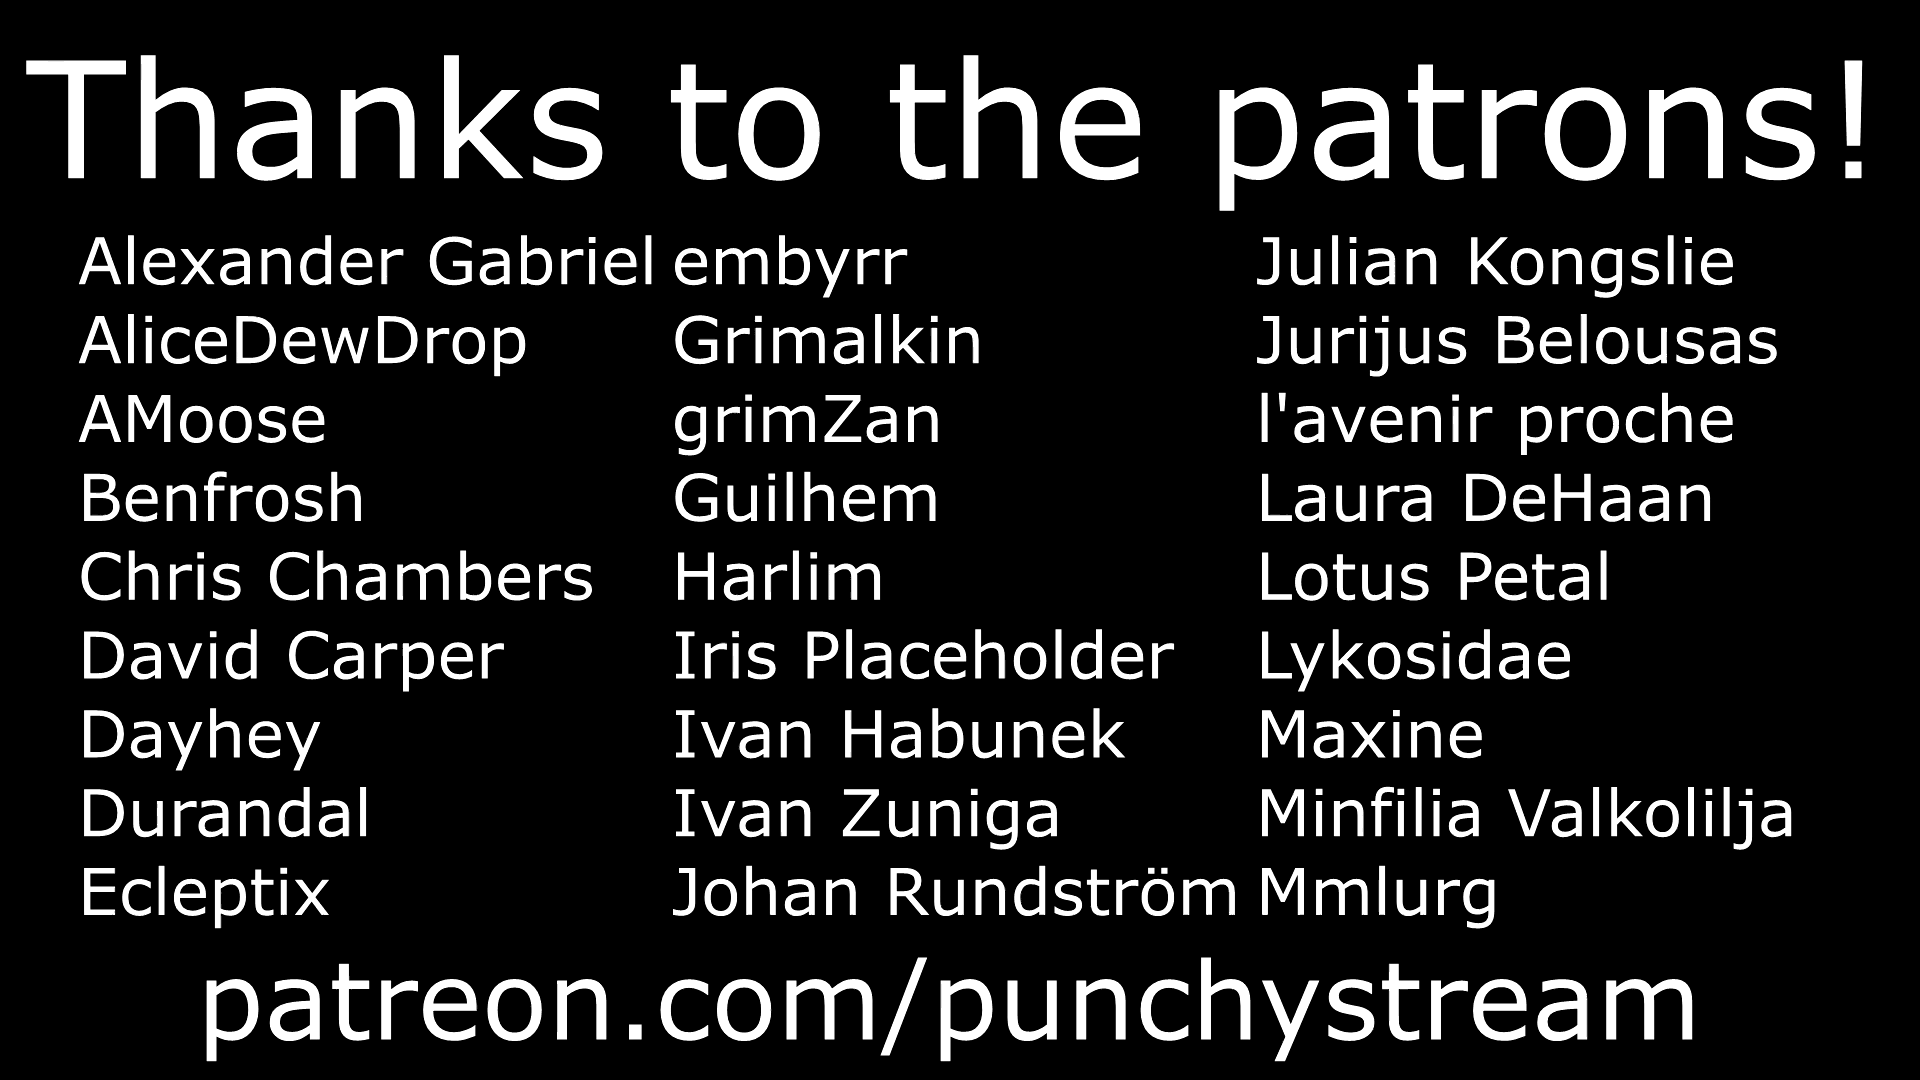 Thanks to the patrons!
Alexander Gabriel
AliceDewDrop
AMoose
Benfrosh
Chris Chambers
David Carper
Dayhey
Durandal
Ecleptix
embyrr
Grimalkin
grimZan
Guilhem
Harlim
Iris Placeholder
Ivan Habunek
Ivan Zuniga
Johan Rundström
Julian Kongslie
Jurijus Belousas
l'avenir proche
Laura DeHaan
Lotus Petal
Lykosidae
Maxine
Minfilia Valkolilja
Mmlurg
patreon.com/punchystream